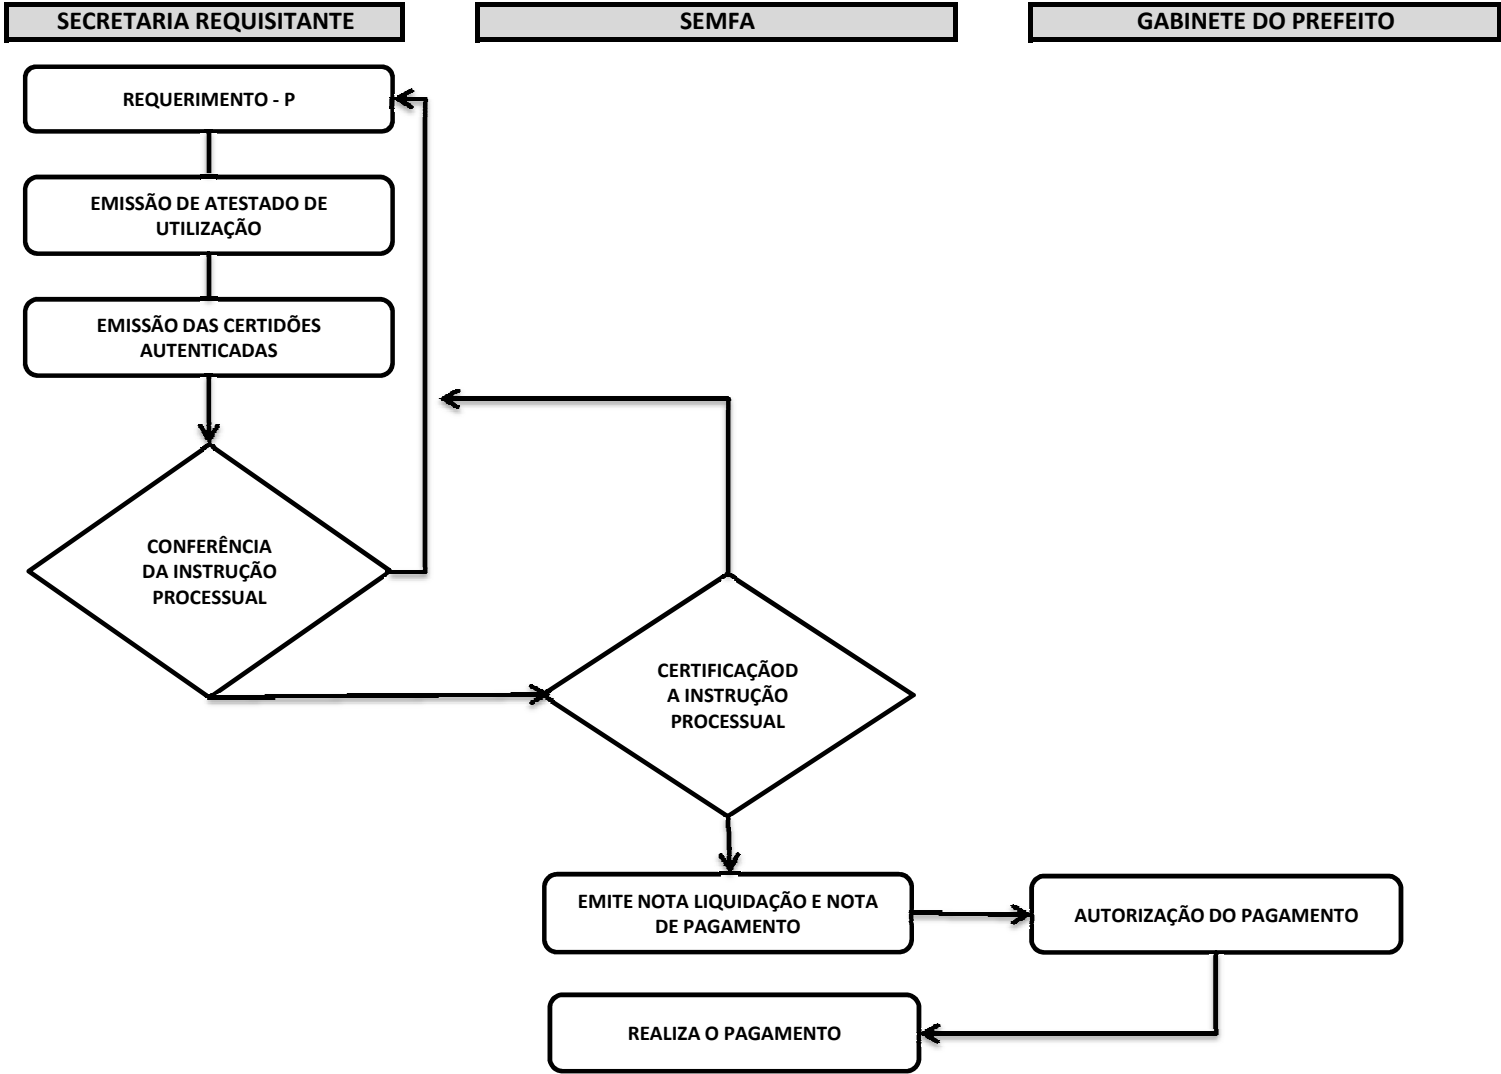 SECRETARIA REQUISITANTE
SEMFA
GABINETE DO PREFEITO
REQUERIMENTO - P
EMISSÃO DE ATESTADO DE
UTILIZAÇÃO
EMISSÃO DAS CERTIDÕES
AUTENTICADAS
CONFERÊNCIA
DA INSTRUÇÃO
PROCESSUAL
CERTIFICAÇÃOD
A INSTRUÇÃO
PROCESSUAL
EMITE NOTA LIQUIDAÇÃO E NOTA
DE PAGAMENTO
AUTORIZAÇÃO DO PAGAMENTO
REALIZA O PAGAMENTO